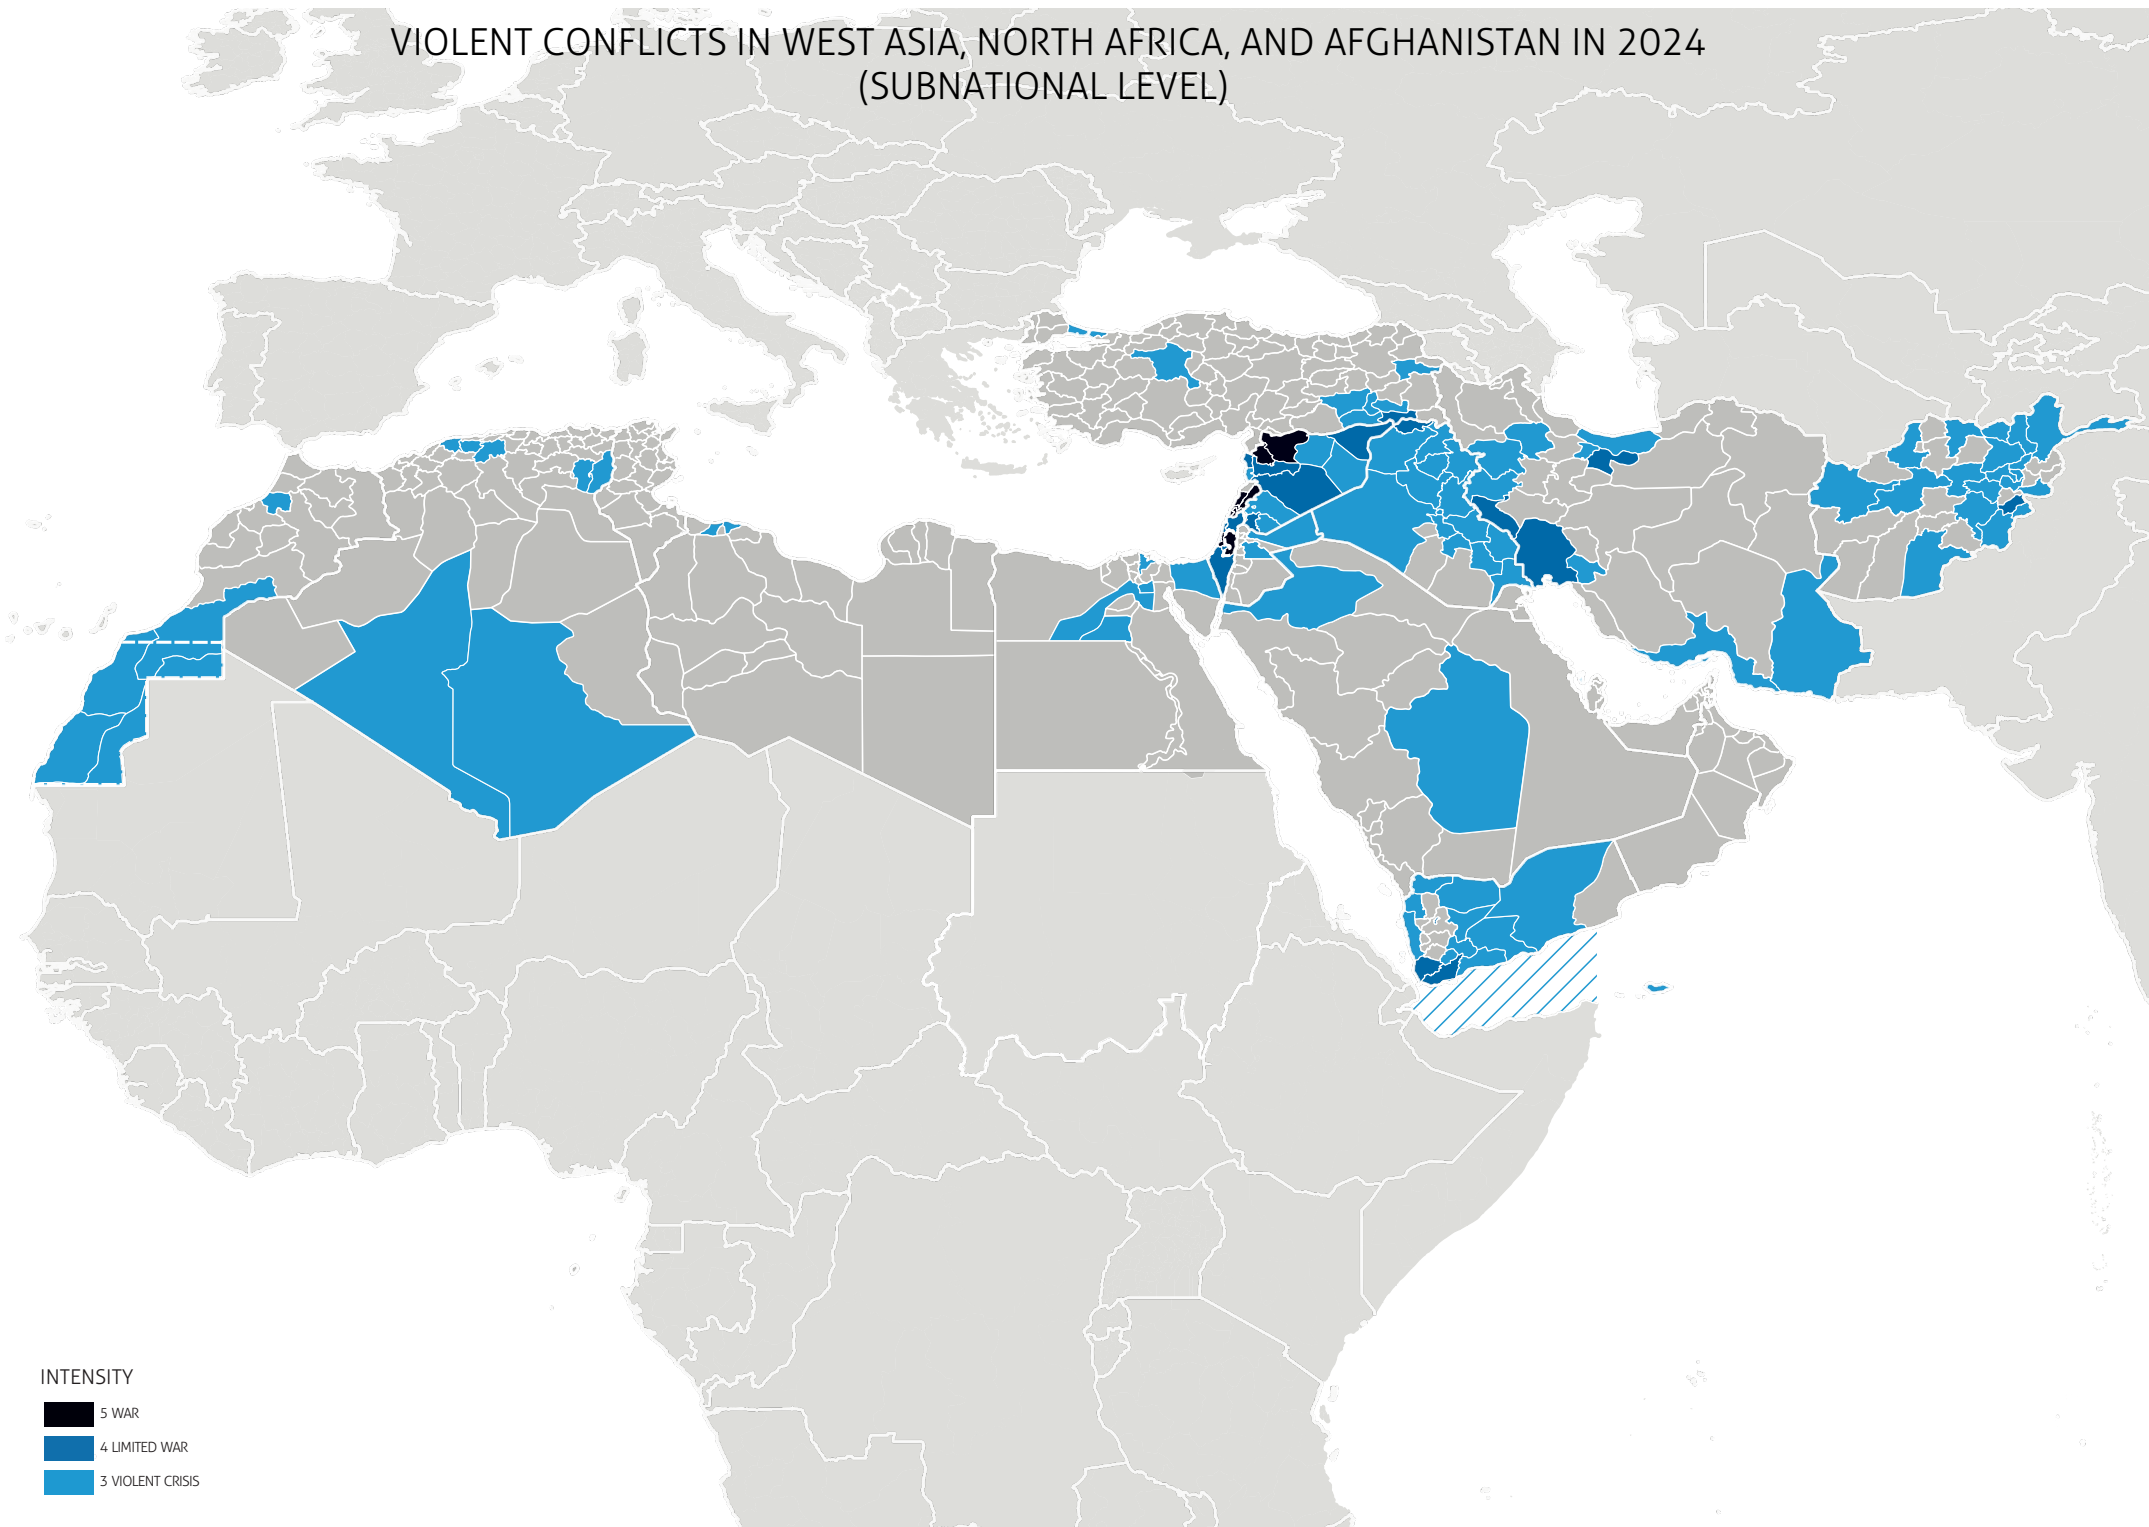 VIOLENT CONFLICTS IN WEST ASIA, NORTH AFRICA, AND AFGHANISTAN IN 2024
(SUBNATIONAL LEVEL)
INTENSITY
5 WAR
4 LIMITED WAR
3 VIOLENT CRISIS